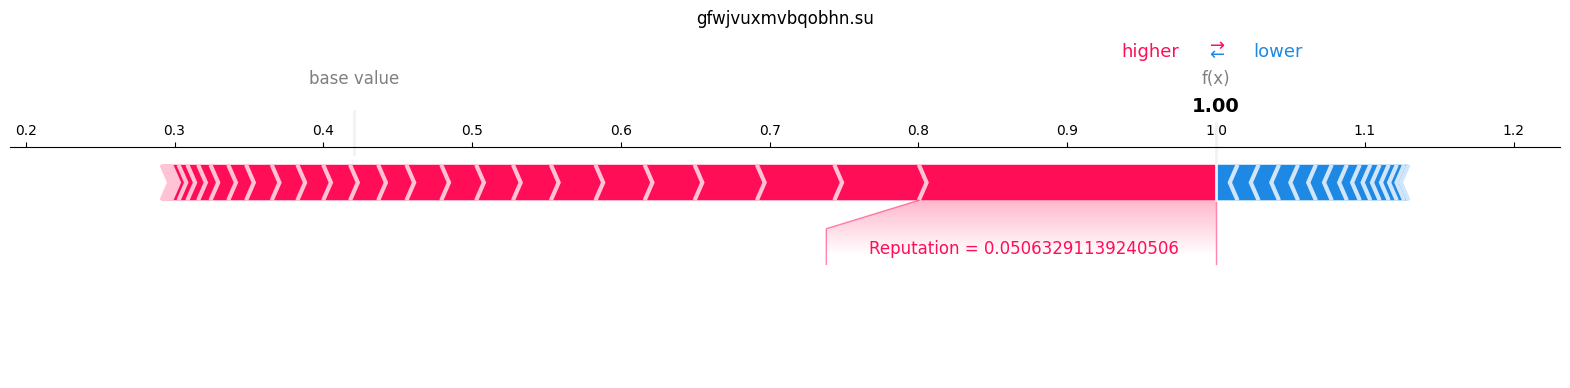 gfwjvuxmvbqobhn.su
higher → ← lower
base value f(x)
1.00
0.2 0.3 0.4 0.5 0.6 0.7 0.8 0.9 1.0 1.1 1.2
Reputation = 0.05063291139240506